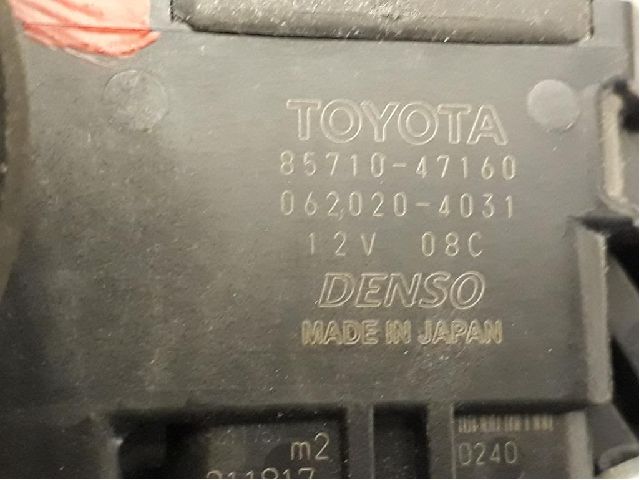 TOYOTA
85710-47160
062020-4031
12V 08C
DENSO
MADE IN JAPAN
m2
0240